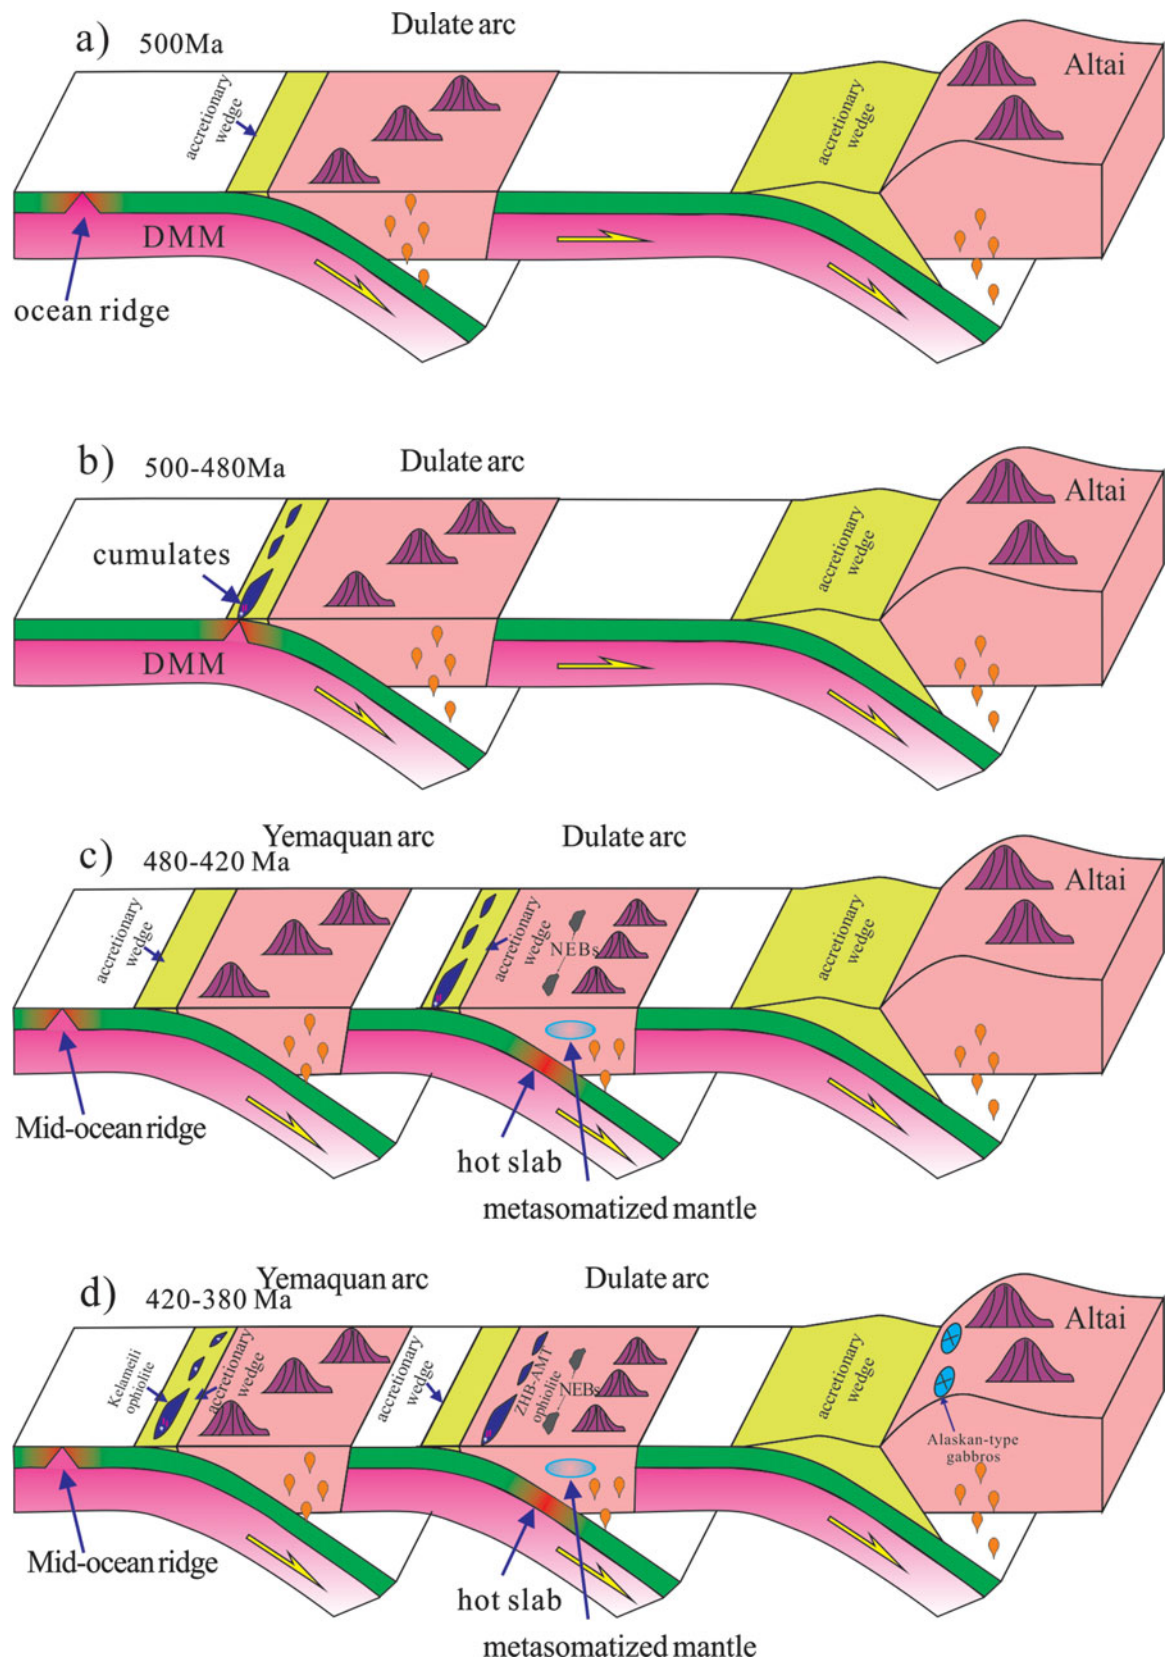 a) 500Ma
Dulate arc
Altai
accretionary
wedge
accretionary
wedge
DMM
ocean ridge
b) 500-480Ma
Dulate arc
Altai
cumulates
accretionary
wedge
DMM
Yemaquan arc
Dulate arc
c) 480-420 Ma
Altai
accretionary
wedge
accretionary
wedge
NEBs
accretionary
wedge
Mid-ocean ridge
hot slab
metasomatized mantle
Yemaquan arc
Dulate arc
d) 420-380 Ma
Altai
Kelameili
ophiolite
accretionary
wedge
accretionary
wedge
ZHB-AMT
ophiolite
NEBs
accretionary
wedge
Alaskan-type
gabbros
Mid-ocean ridge
hot slab
metasomatized mantle